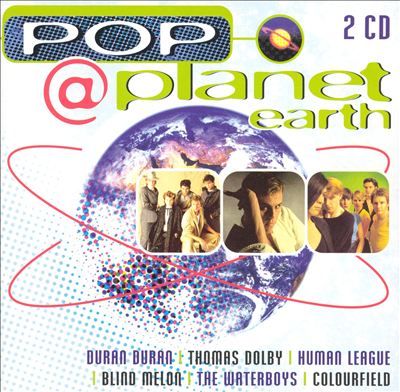 POP
2 CD
@ planet
earth
DURAN DURAN | THOMAS DOLBY | HUMAN LEAGUE
| BLIND MELON | THE WATERBOYS | COLOURFIELD